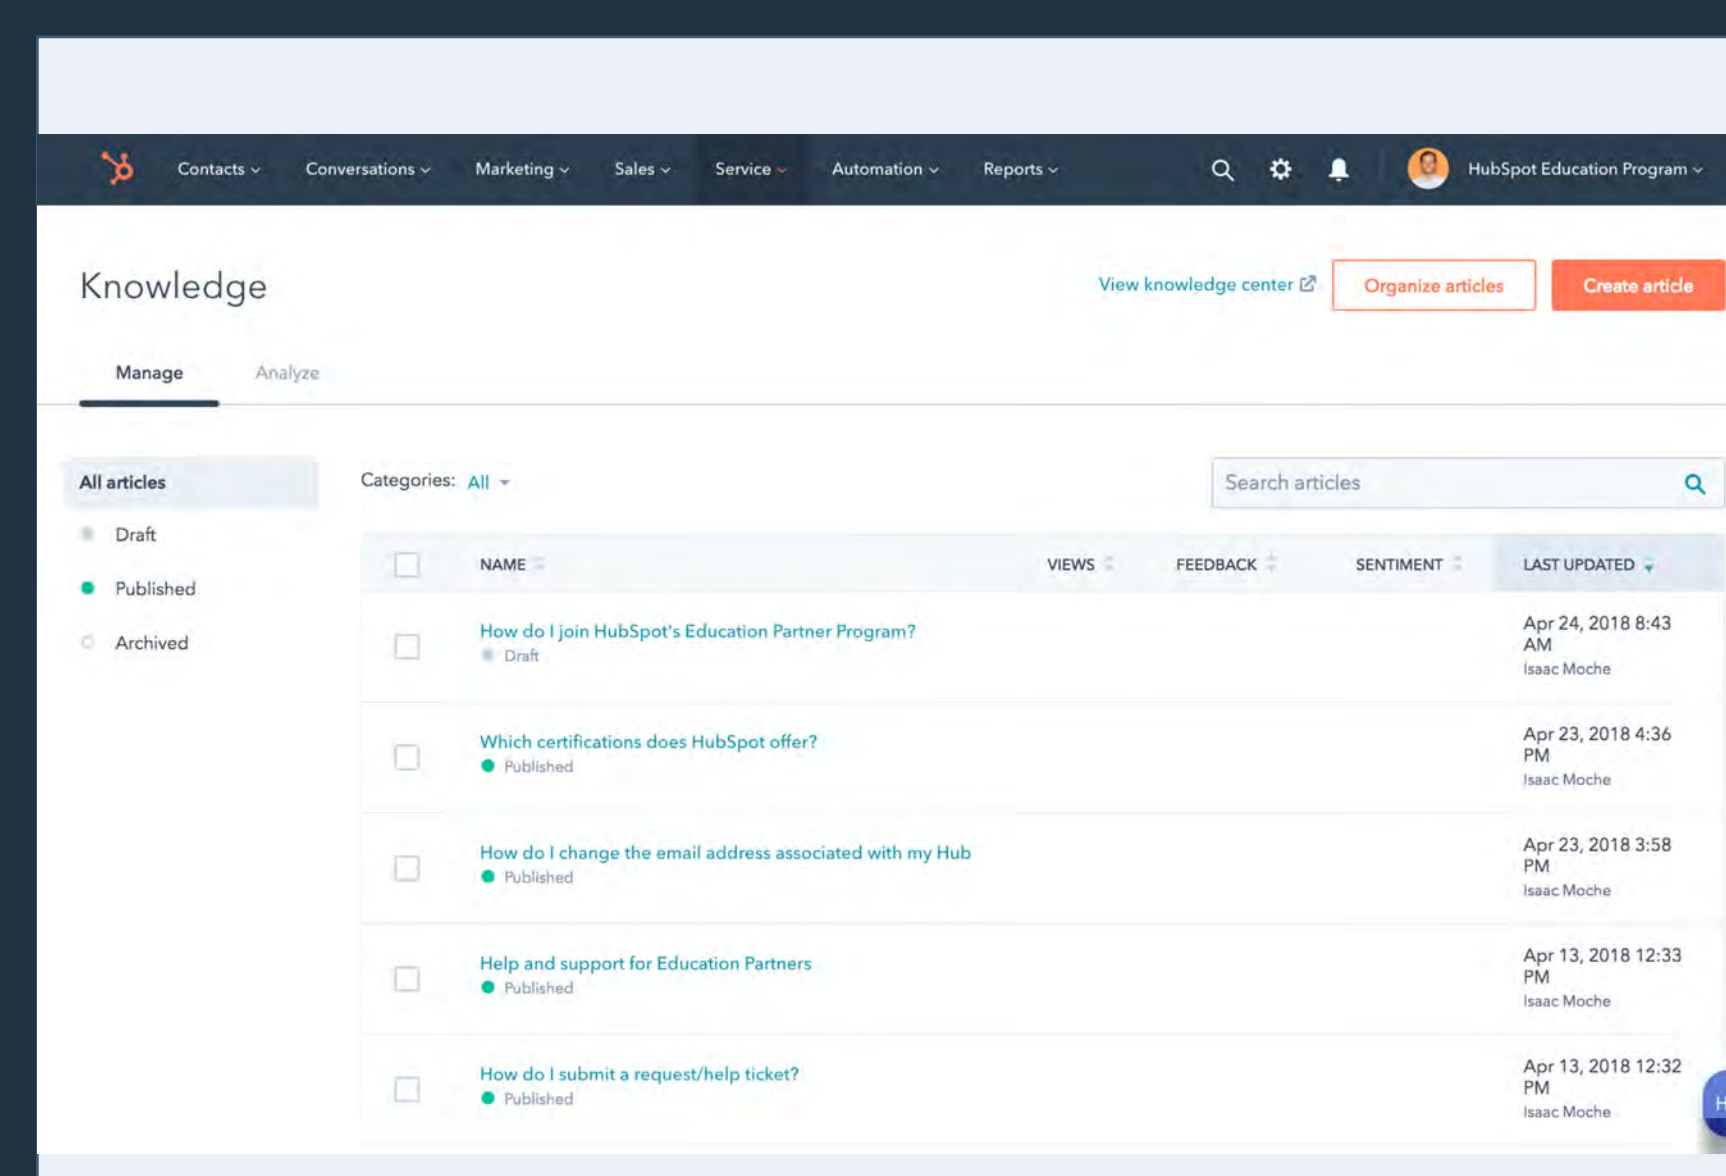 Contacts Conversations Marketing Sales Service Automation Reports HubSpot Education Program
Knowledge
View knowledge center Organize articles Create article
Manage Analyze
All articles
Draft
Published
Archived
Categories: All
Search articles
NAME VIEWS FEEDBACK SENTIMENT LAST UPDATED
How do I join HubSpot's Education Partner Program?
Draft
Apr 24, 2018 8:43
AM
Isaac Moche
Which certifications does HubSpot offer?
Published
Apr 23, 2018 4:36
PM
Isaac Moche
How do I change the email address associated with my Hub
Published
Apr 23, 2018 3:58
PM
Isaac Moche
Help and support for Education Partners
Published
Apr 13, 2018 12:33
PM
Isaac Moche
How do I submit a request/help ticket?
Published
Apr 13, 2018 12:32
PM
Isaac Moche